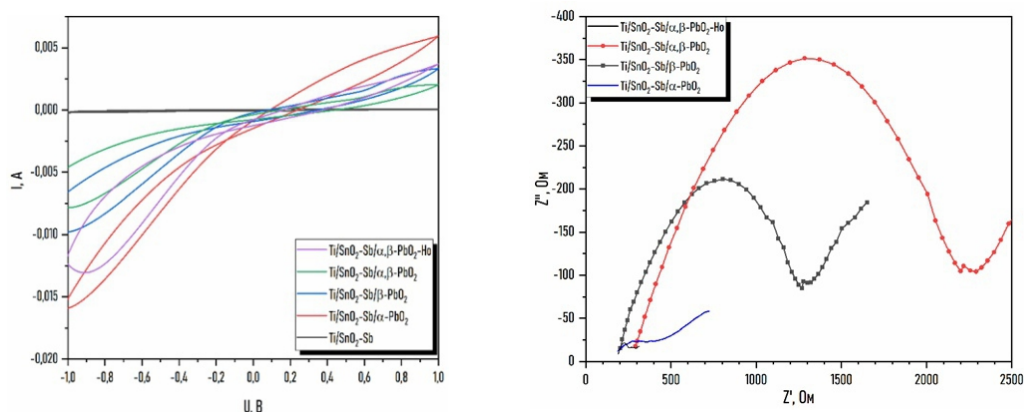 0,005
0,000
-0,005
-0,010
-0,015
-0,020
I, A
-1,0 -0,8 -0,6 -0,4 -0,2 0,0 0,2 0,4 0,6 0,8 1,0
U, B
Ti/SnO₂-Sb/α,β-PbO₂-Ho
Ti/SnO₂-Sb/α,β-PbO₂
Ti/SnO₂-Sb/β-PbO₂
Ti/SnO₂-Sb/α-PbO₂
Ti/SnO₂-Sb
-400
-350
-300
-250
-200
-150
-100
-50
0
Z'', Ом
0 500 1000 1500 2000 2500
Z', Ом
Ti/SnO₂-Sb/α,β-PbO₂-Ho
Ti/SnO₂-Sb/α,β-PbO₂
Ti/SnO₂-Sb/β-PbO₂
Ti/SnO₂-Sb/α-PbO₂